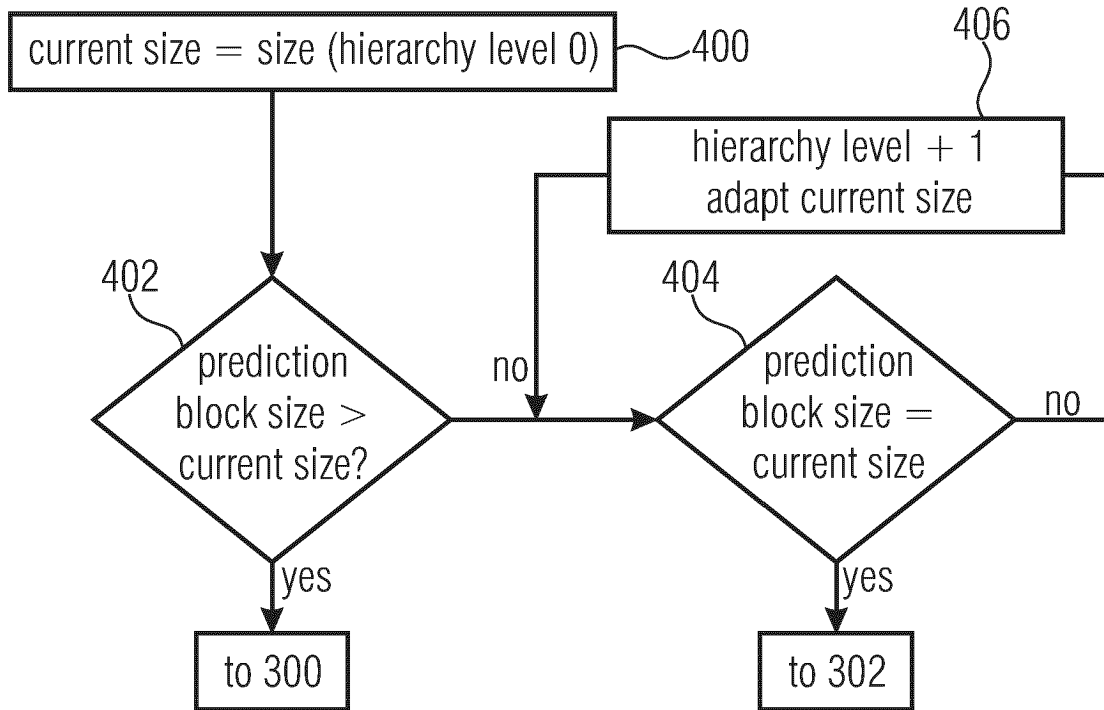 current size = size (hierarchy level 0)
400
406
hierarchy level + 1
adapt current size
402
prediction
block size >
current size?
no
404
prediction
block size =
current size
no
yes
to 300
yes
to 302